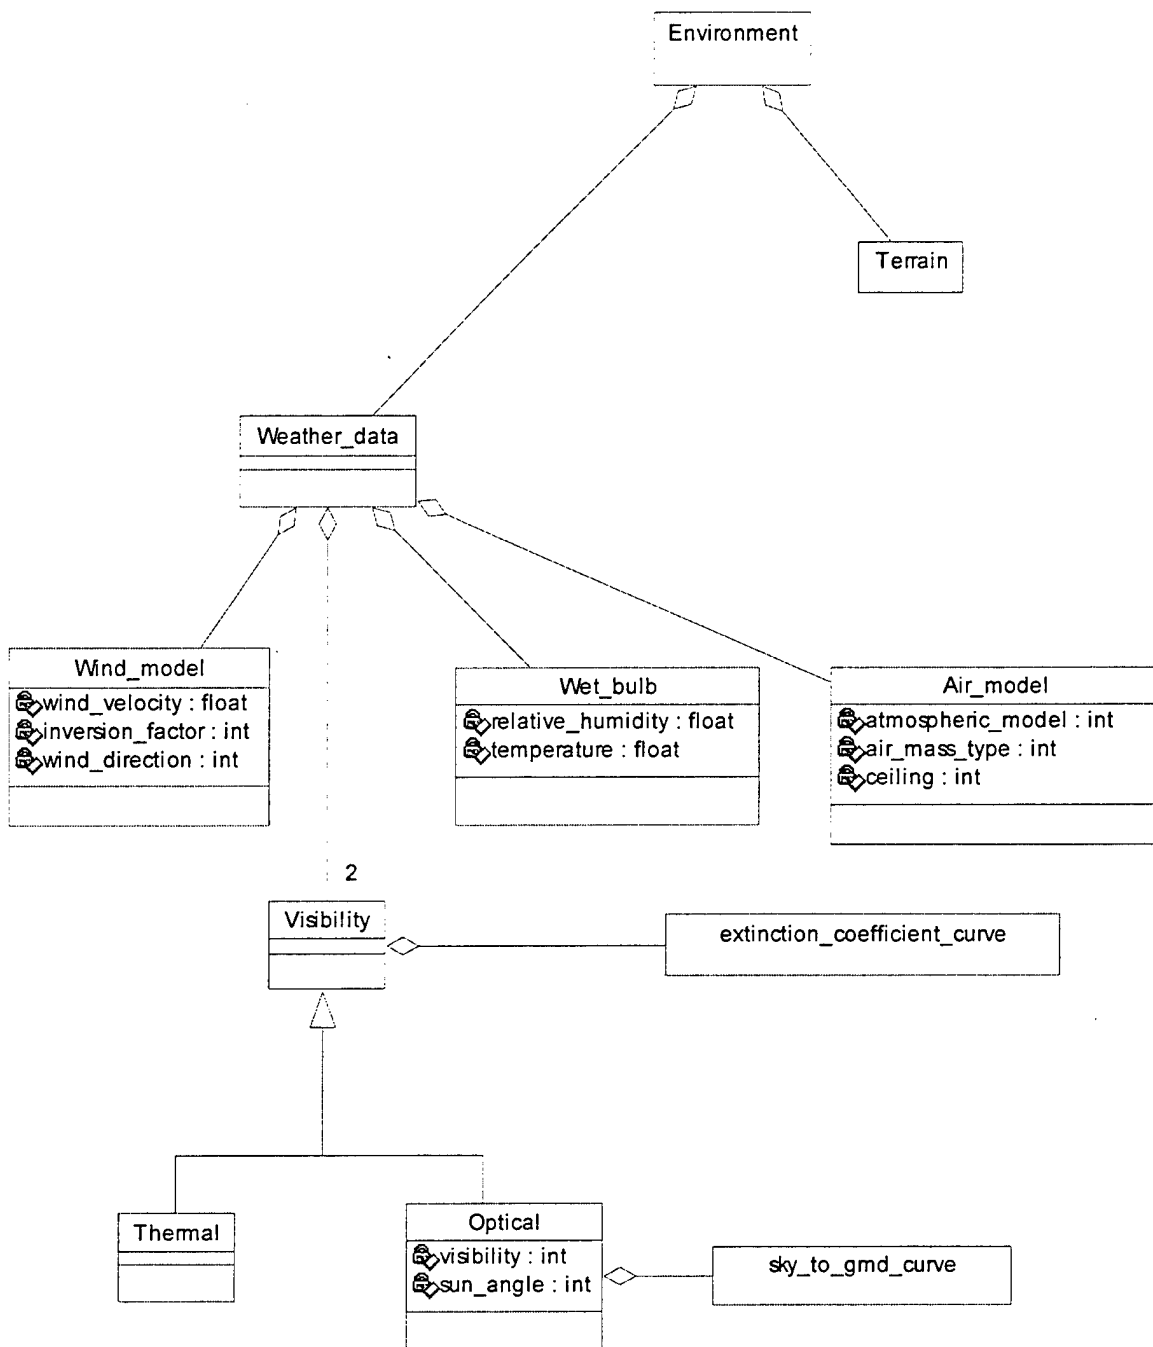 Environment
Terrain
Weather_data
Wind_model
wind_velocity : float
inversion_factor : int
wind_direction : int
Wet_bulb
relative_humidity : float
temperature : float
Air_model
atmospheric_model : int
air_mass_type : int
ceiling : int
2
Visibility
extinction_coefficient_curve
Thermal
Optical
visibility : int
sun_angle : int
sky_to_grnd_curve